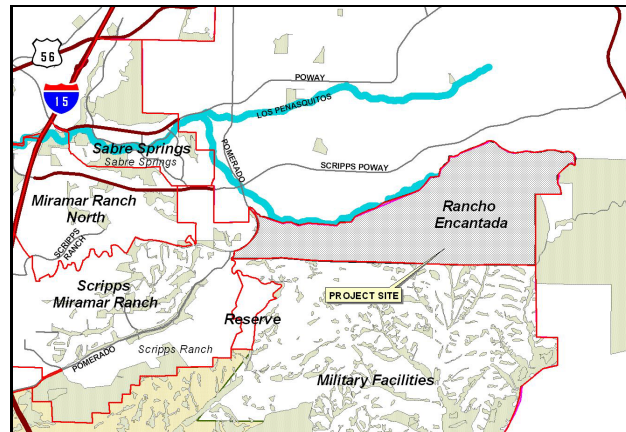 56
15
POWAY
LOS PENASQUITOS
Sabre Springs
Sabre Springs
POMERADO
SCRIPPS POWAY
Miramar Ranch
North
Rancho
Encantada
SCRIPPS
RANCH
Scripps
Miramar Ranch
PROJECT SITE
Reserve
Scripps Ranch
POMERADO
Military Facilities